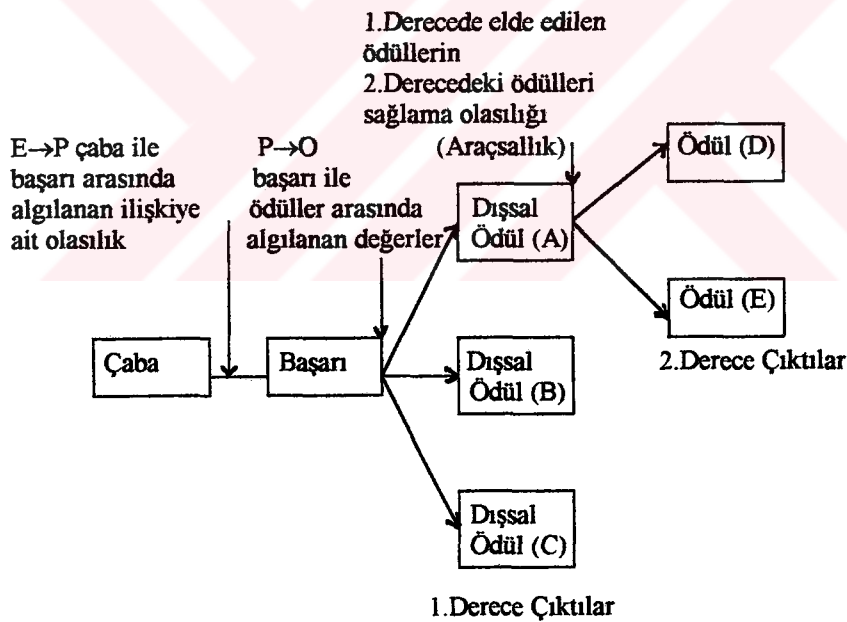 1.Derecede elde edilen
ödüllerin
2.Derecedeki ödülleri
sağlama olasılığı
(Araçsallık)
E→P çaba ile
başarı arasında
algılanan ilişkiye
ait olasılık
P→O
başarı ile
ödüller arasında
algılanan değerler
Çaba
Başarı
Dışsal
Ödül (A)
Dışsal
Ödül (B)
Dışsal
Ödül (C)
1.Derece Çıktılar
Ödül (D)
Ödül (E)
2.Derece Çıktılar